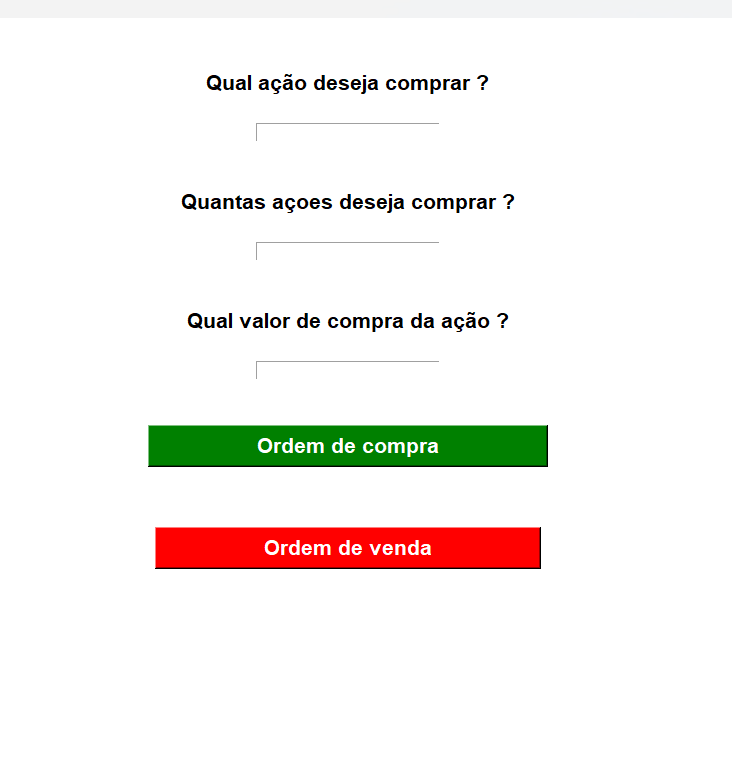 Qual ação deseja comprar ?
Quantas açoes deseja comprar ?
Qual valor de compra da ação ?
Ordem de compra
Ordem de venda